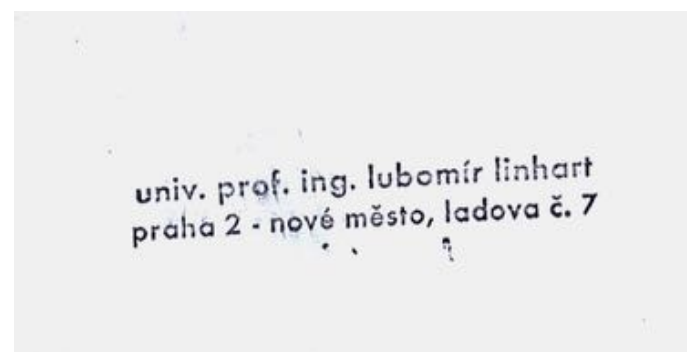 univ. prof. ing. lubomír linhart
praha 2 - nové město, ladova č. 7